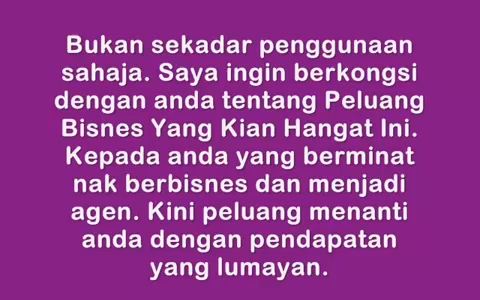 Bukan sekadar penggunaan
sahaja. Saya ingin berkongsi
dengan anda tentang Peluang
Bisnes Yang Kian Hangat Ini.
Kepada anda yang berminat
nak berbisnes dan menjadi
agen. Kini peluang menanti
anda dengan pendapatan
yang lumayan.